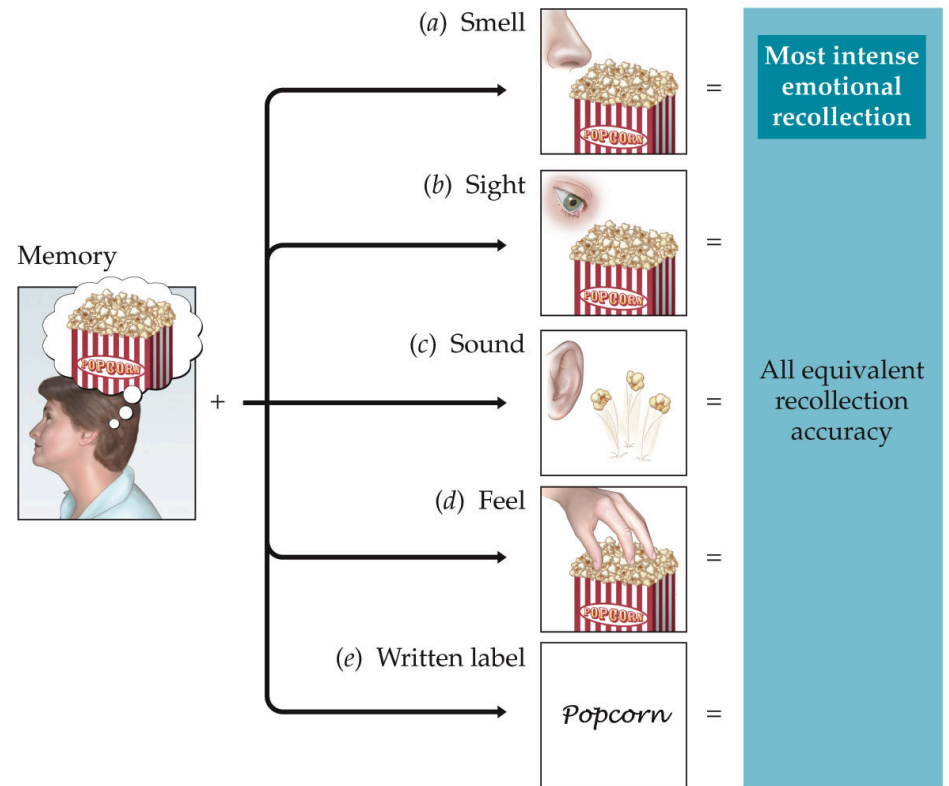 (a) Smell
POPCORN
=
Most intense
emotional
recollection
(b) Sight
POPCORN
=
Memory
POPCORN
+
(c) Sound
=
All equivalent
recollection
accuracy
(d) Feel
POPCORN
=
(e) Written label
Popcorn
=